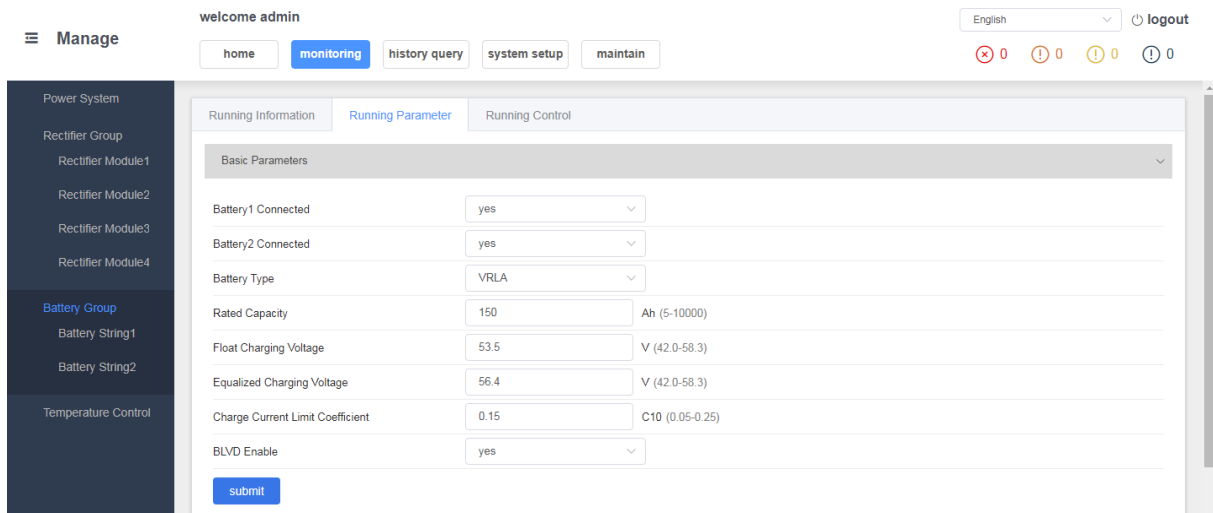 welcome admin
English
logout
Manage
home
monitoring
history query
system setup
maintain
0
0
0
0
Power System
Rectifier Group
Rectifier Module1
Rectifier Module2
Rectifier Module3
Rectifier Module4
Battery Group
Battery String1
Battery String2
Temperature Control
Running Information
Running Parameter
Running Control
Basic Parameters
Battery1 Connected yes
Battery2 Connected yes
Battery Type VRLA
Rated Capacity 150 Ah (5-10000)
Float Charging Voltage 53.5 V (42.0-58.3)
Equalized Charging Voltage 56.4 V (42.0-58.3)
Charge Current Limit Coefficient 0.15 C10 (0.05-0.25)
BLVD Enable yes
submit